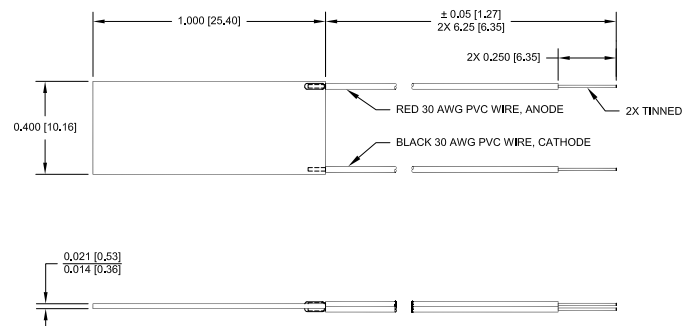 1.000 [25.40]
± 0.05 [1.27]
2X 6.25 [6.35]
2X 0.250 [6.35]
RED 30 AWG PVC WIRE, ANODE
2X TINNED
0.400 [10.16]
BLACK 30 AWG PVC WIRE, CATHODE
0.021 [0.53]
0.014 [0.36]